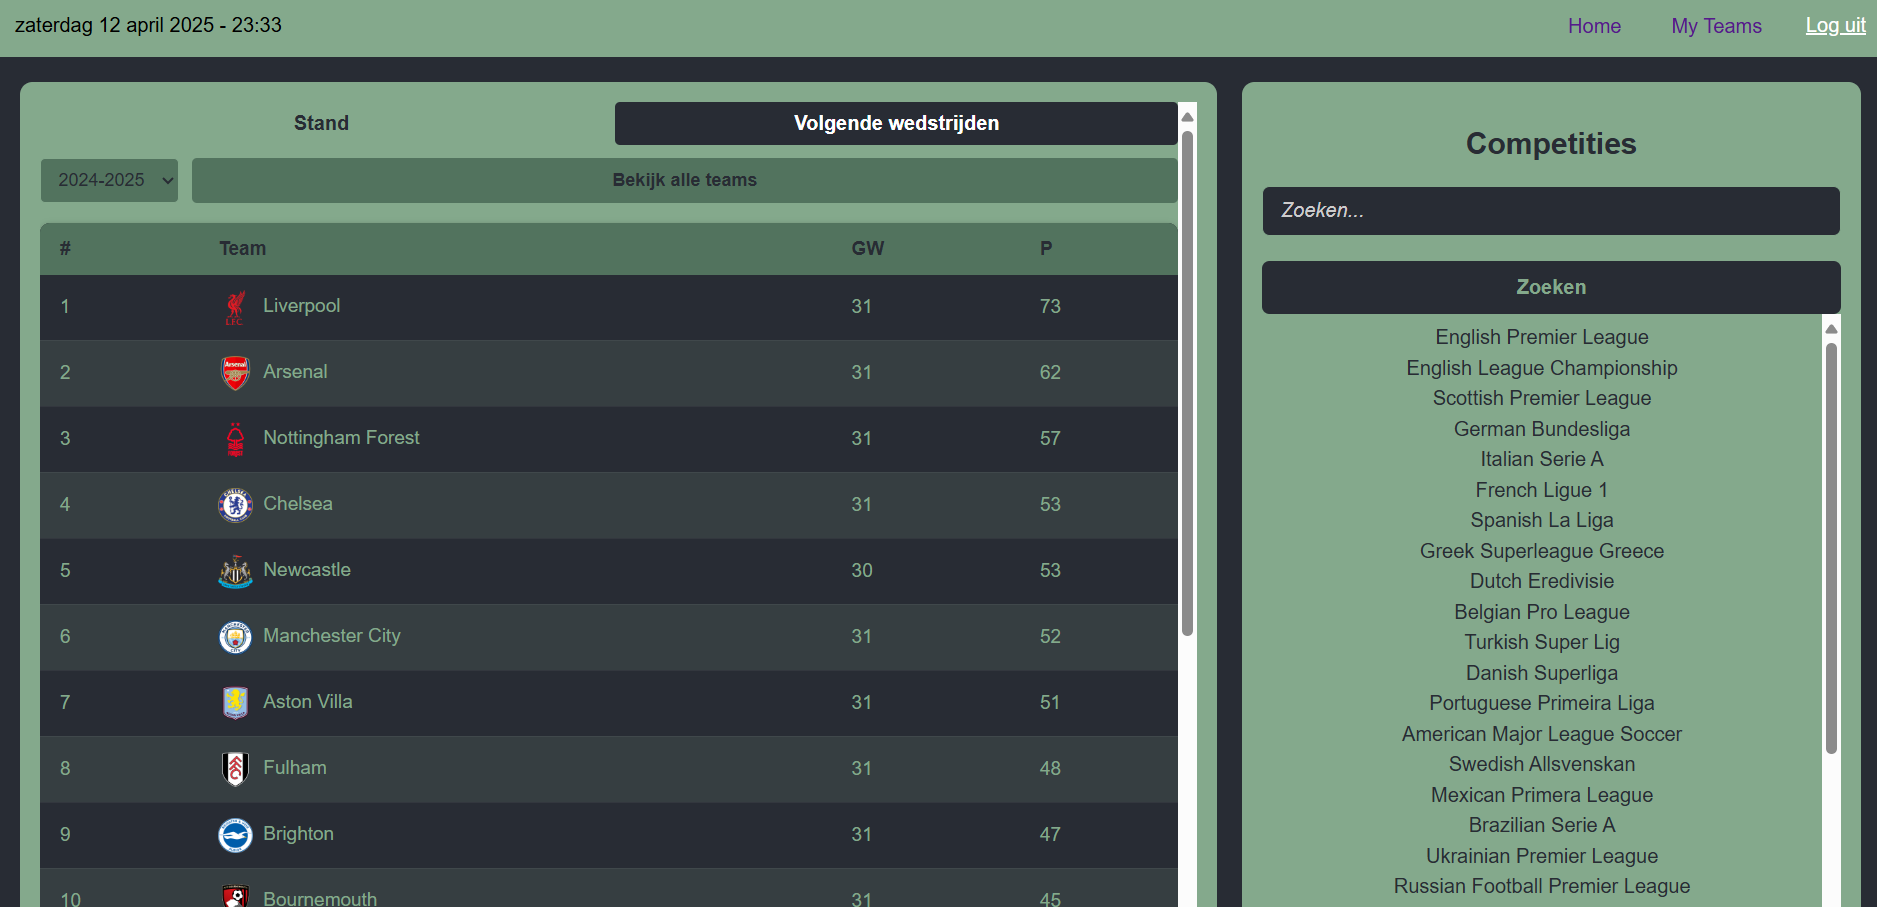 zaterdag 12 april 2025 - 23:33
Home My Teams Log uit
Stand Volgende wedstrijden
2024-2025 Bekijk alle teams
# Team GW P
1 Liverpool 31 73
2 Arsenal 31 62
3 Nottingham Forest 31 57
4 Chelsea 31 53
5 Newcastle 30 53
6 Manchester City 31 52
7 Aston Villa 31 51
8 Fulham 31 48
9 Brighton 31 47
10 Bournemouth 31 45
Competities
Zoeken...
Zoeken
English Premier League
English League Championship
Scottish Premier League
German Bundesliga
Italian Serie A
French Ligue 1
Spanish La Liga
Greek Superleague Greece
Dutch Eredivisie
Belgian Pro League
Turkish Super Lig
Danish Superliga
Portuguese Primeira Liga
American Major League Soccer
Swedish Allsvenskan
Mexican Primera League
Brazilian Serie A
Ukrainian Premier League
Russian Football Premier League